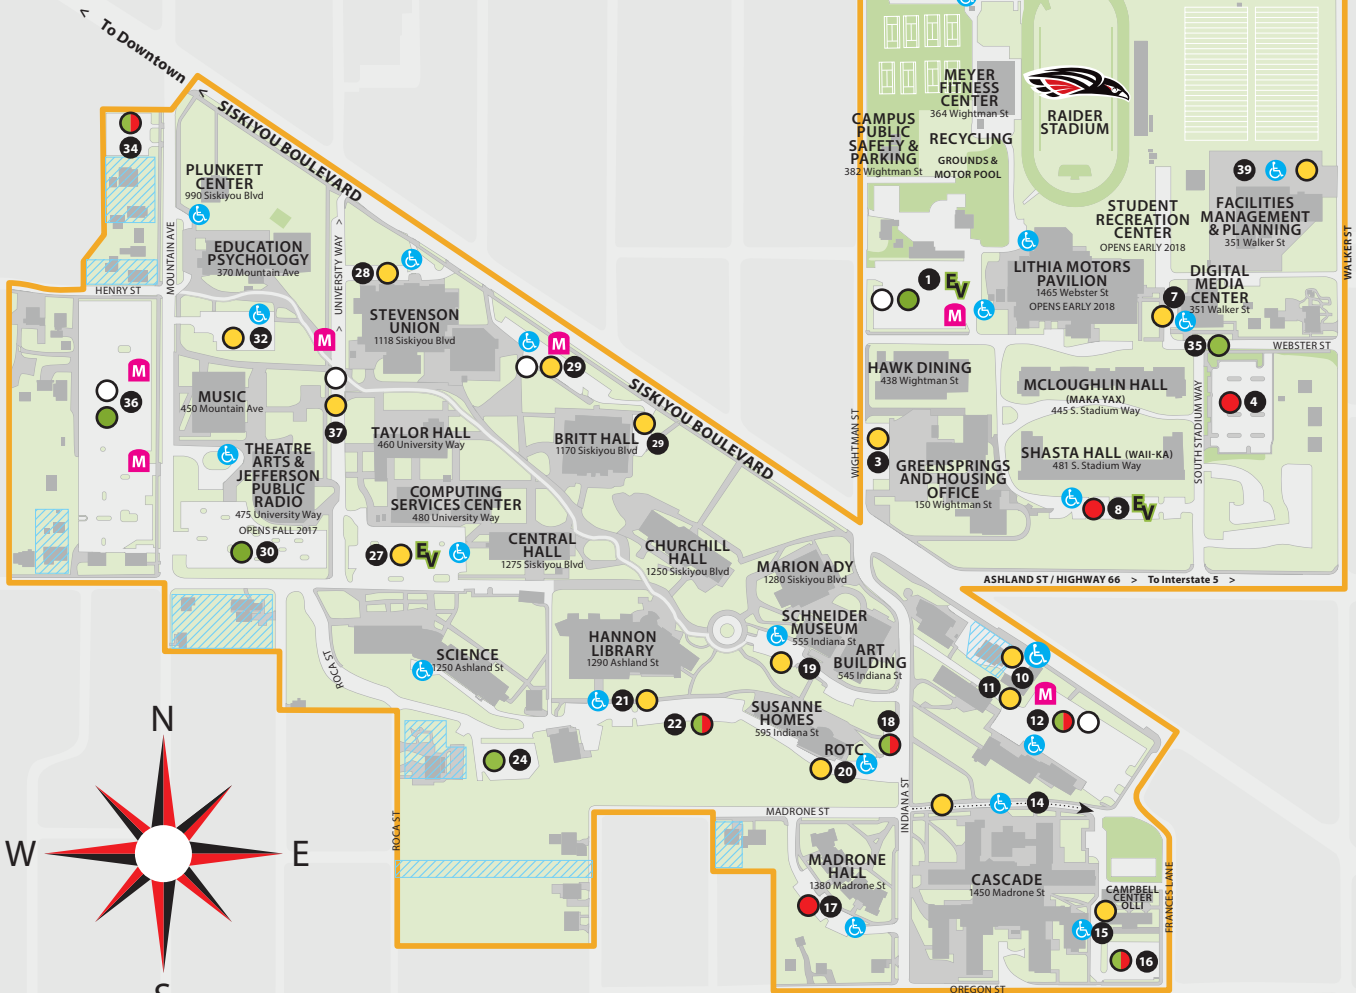 < To Downtown
< SISKIYOU BOULEVARD
34
PLUNKETT
CENTER
990 Siskiyou Blvd
MOUNTAIN AVE
EDUCATION
PSYCHOLOGY
370 Mountain Ave
> UNIVERSITY WAY >
HENRY ST
32
M
28
STEVENSON
UNION
1118 Siskiyou Blvd
M
29
SISKIYOU BOULEVARD
M
36
M
MUSIC
450 Mountain Ave
37
TAYLOR HALL
460 University Way
BRITT HALL
1170 Siskiyou Blvd
29
THEATRE
ARTS &
JEFFERSON
PUBLIC
RADIO
475 University Way
OPENS FALL 2017
30
COMPUTING
SERVICES CENTER
480 University Way
27
EV
CENTRAL
HALL
1275 Siskiyou Blvd
CHURCHILL
HALL
1250 Siskiyou Blvd
MARION ADY
1280 Siskiyou Blvd
MEYER
FITNESS
CENTER
364 Wightman St
RAIDER
STADIUM
CAMPUS
PUBLIC
SAFETY &
PARKING
382 Wightman St
RECYCLING
GROUNDS &
MOTOR POOL
39
FACILITIES
MANAGEMENT
& PLANNING
351 Walker St
WALKER ST
STUDENT
RECREATION
CENTER
OPENS EARLY 2018
1
EV
M
LITHIA MOTORS
PAVILION
1465 Webster St
OPENS EARLY 2018
DIGITAL
MEDIA
CENTER
351 Walker St
7
35
WEBSTER ST
HAWK DINING
438 Wightman St
MCLOUGHLIN HALL
(MAKA YAX)
445 S. Stadium Way
4
SOUTH STADIUM WAY
WIGHTMAN ST
3
GREENSPRINGS
AND HOUSING
OFFICE
150 Wightman St
SHASTA HALL (WAII-KA)
481 S. Stadium Way
8
EV
ASHLAND ST / HIGHWAY 66 > To Interstate 5 >
SCHNEIDER
MUSEUM
555 Indiana St
ART
BUILDING
545 Indiana St
19
HANNON
LIBRARY
1290 Ashland St
SCIENCE
1250 Ashland St
ROCA ST
21
22
24
SUSANNE
HOMES
595 Indiana St
18
ROTC
20
10
11
M
12
14
INDIANA ST
MADRONE ST
ROCA ST
MADRONE
HALL
1380 Madrone St
17
CASCADE
1450 Madrone St
CAMPBELL
CENTER
OLLI
15
16
FRANCES LANE
OREGON ST
N
W
E
S